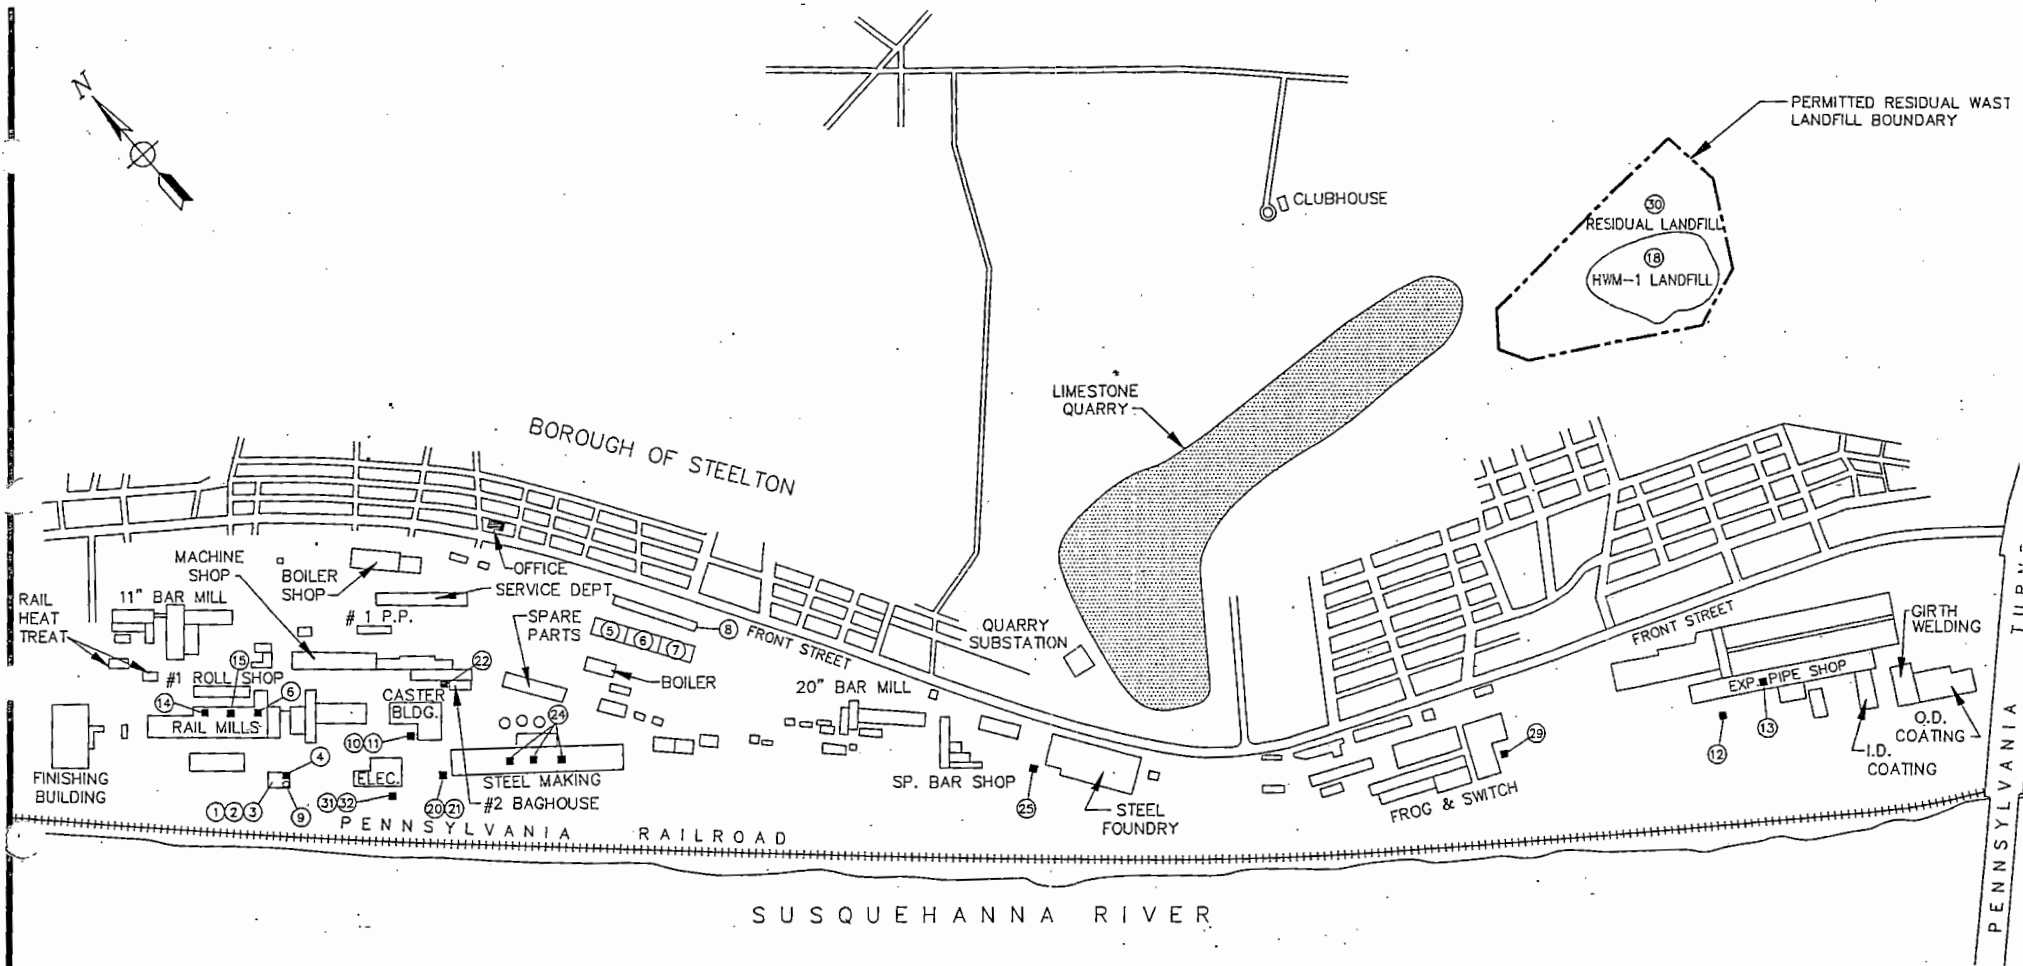 N
PERMITTED RESIDUAL WAST
LANDFILL BOUNDARY
CLUBHOUSE
30
RESIDUAL LANDFILL
18
HWM-1 LANDFILL
LIMESTONE
QUARRY
BOROUGH OF STEELTON
MACHINE
SHOP
BOILER
SHOP
OFFICE
SERVICE DEPT.
11" BAR MILL
# 1 P.P.
RAIL
HEAT
TREAT
SPARE
PARTS
5 6 7
8
FRONT STREET
QUARRY
SUBSTATION
FRONT STREET
GIRTH
WELDING
15
#1 ROLL SHOP
22
BOILER
20" BAR MILL
EXP. PIPE SHOP
14
6
RAIL MILLS
CASTER
BLDG.
24
10 11
4
ELEC.
STEEL MAKING
SP. BAR SHOP
29
12
13
O.D.
COATING
I.D.
COATING
FINISHING
BUILDING
1 2 3
9
31 32
20 21
#2 BAGHOUSE
25
STEEL
FOUNDRY
FROG & SWITCH
PENNSYLVANIA RAILROAD
SUSQUEHANNA RIVER
PENNSYLVANIA